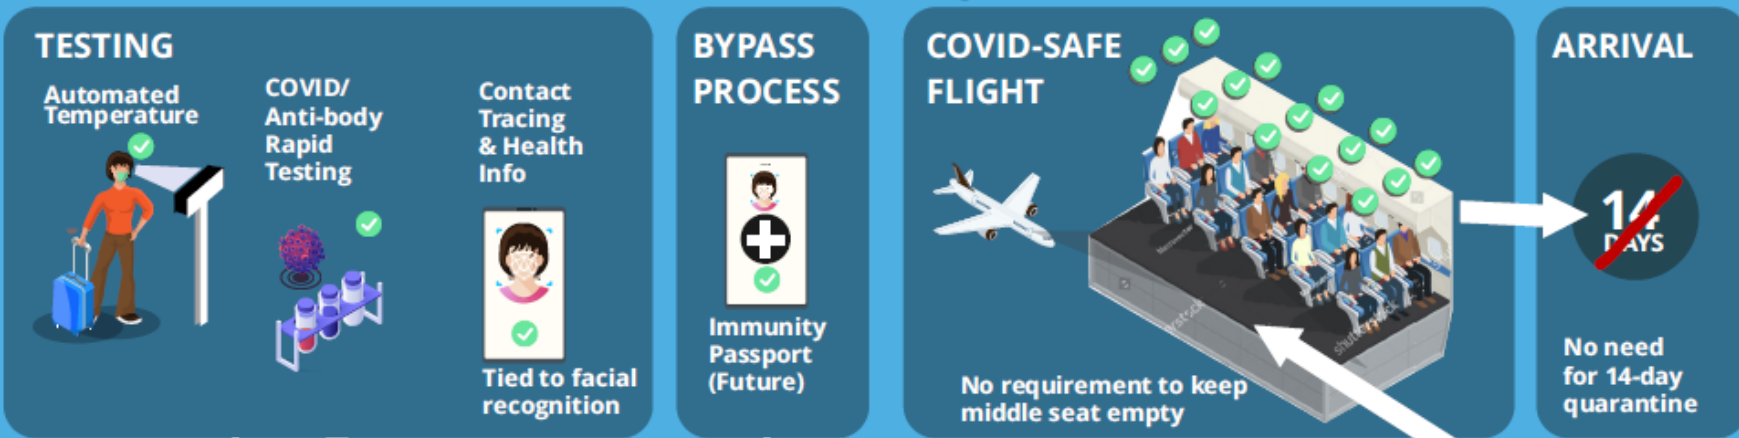 TESTING
Automated
Temperature
COVID/
Anti-body
Rapid
Testing
Contact
Tracing
& Health
Info
Tied to facial
recognition
BYPASS
PROCESS
Immunity
Passport
(Future)
COVID-SAFE
FLIGHT
No requirement to keep
middle seat empty
ARRIVAL
14
DAYS
No need
for 14-day
quarantine